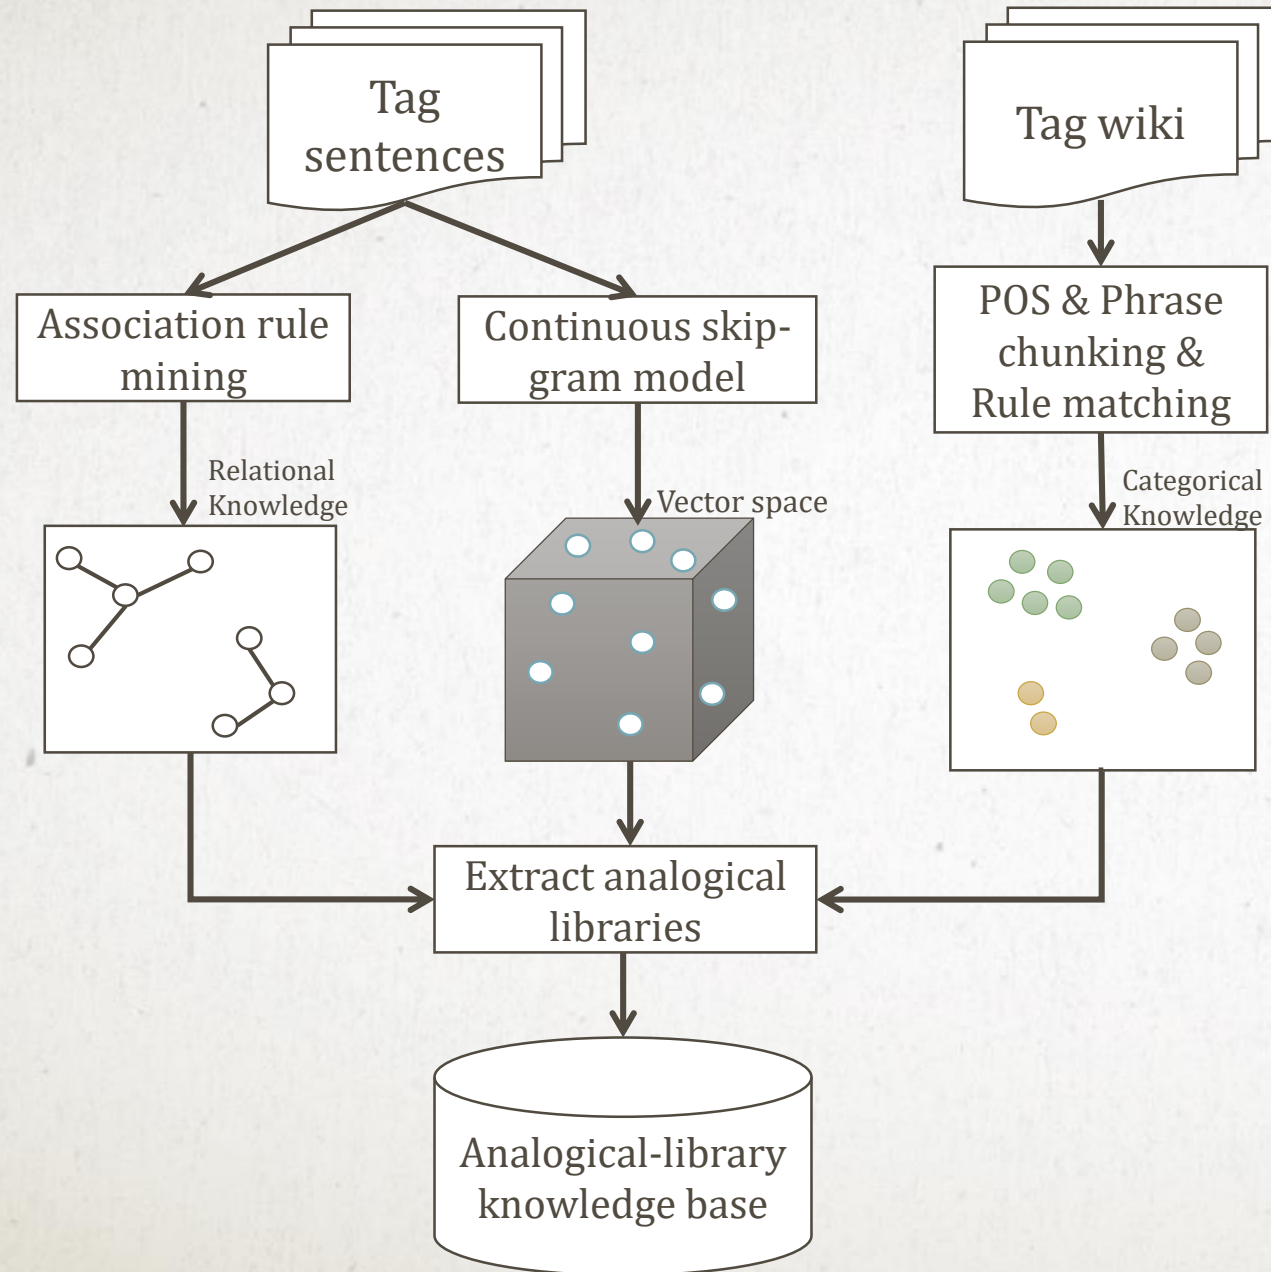 Tag
sentences
Tag wiki
Association rule
mining
Continuous skip-
gram model
POS & Phrase
chunking &
Rule matching
Relational
Knowledge
Vector space
Categorical
Knowledge
Extract analogical
libraries
Analogical-library
knowledge base